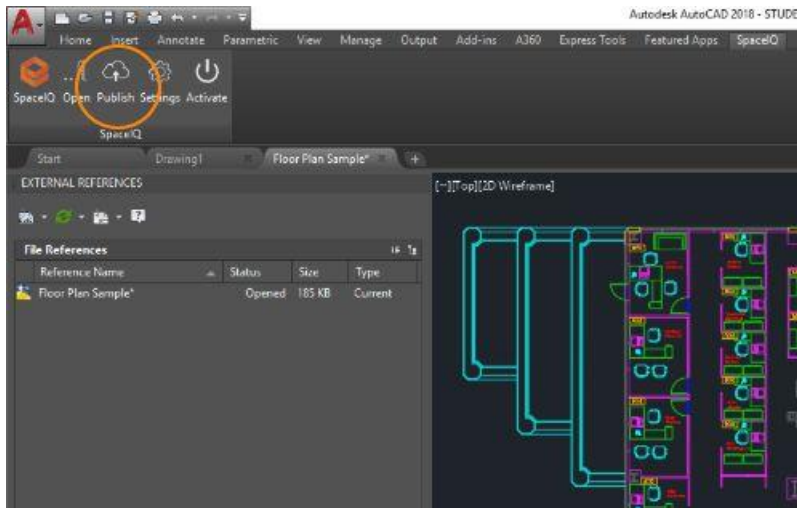 Autodesk AutoCAD 2018 - STUDE
Home Insert Annotate Parametric View Manage Output Add-ins A360 Express Tools Featured Apps SpaceIQ
SpaceIQ Open Publish Settings Activate
SpaceIQ
Start Drawing1 Floor Plan Sample* +
EXTERNAL REFERENCES
[−][Top][2D Wireframe]
File References
Reference Name Status Size Type
Floor Plan Sample* Opened 185 KB Current